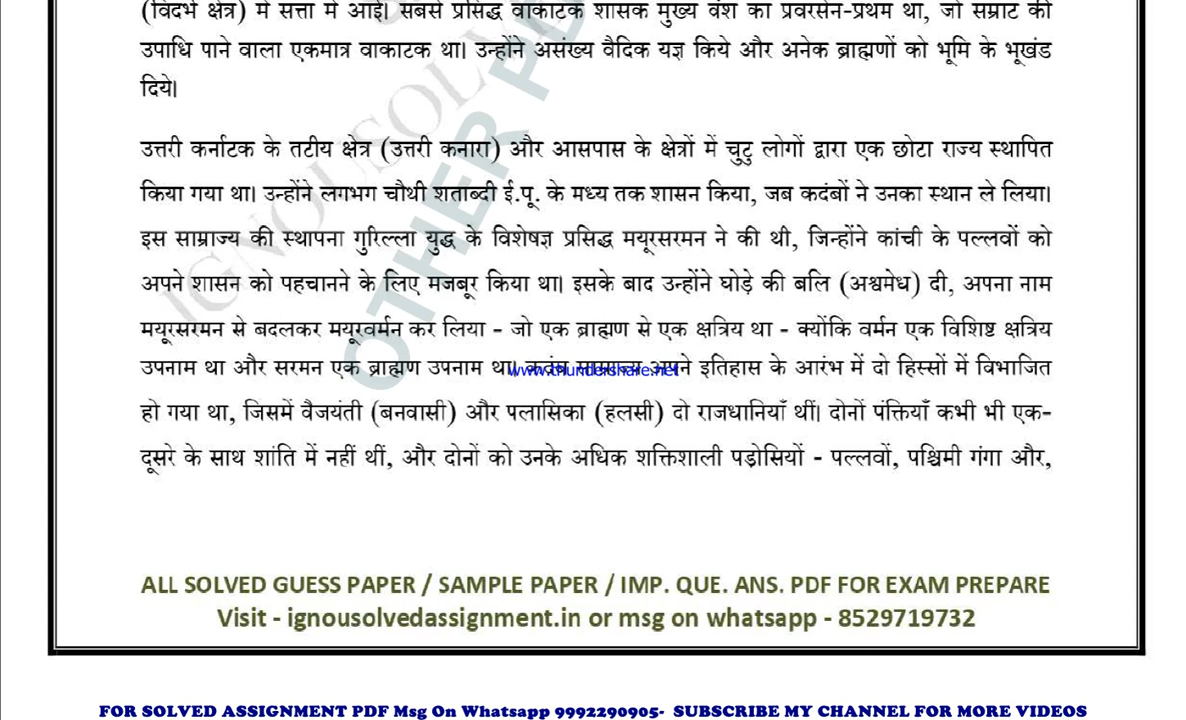 (विदर्भ क्षेत्र) में सत्ता में आई। सबसे प्रसिद्ध वाकाटक शासक मुख्य वंश का प्रवरसेन-प्रथम था, जो सम्राट की
उपाधि पाने वाला एकमात्र वाकाटक था। उन्होंने असंख्य वैदिक यज्ञ किये और अनेक ब्राह्मणों को भूमि के भूखंड
दिये।
उत्तरी कर्नाटक के तटीय क्षेत्र (उत्तरी कनारा) और आसपास के क्षेत्रों में चुटु लोगों द्वारा एक छोटा राज्य स्थापित
किया गया था। उन्होंने लगभग चौथी शताब्दी ई.पू. के मध्य तक शासन किया, जब कदंबों ने उनका स्थान ले लिया।
इस साम्राज्य की स्थापना गुरिल्ला युद्ध के विशेषज्ञ प्रसिद्ध मयूरसरमन ने की थी, जिन्होंने कांची के पल्लवों को
अपने शासन को पहचानने के लिए मजबूर किया था। इसके बाद उन्होंने घोड़े की बलि (अश्वमेध) दी, अपना नाम
मयूरसरमन से बदलकर मयूरवर्मन कर लिया - जो एक ब्राह्मण से एक क्षत्रिय था - क्योंकि वर्मन एक विशिष्ट क्षत्रिय
उपनाम था और सरमन एक ब्राह्मण उपनाम था। कदंब साम्राज्य अपने इतिहास के आरंभ में दो हिस्सों में विभाजित
www.thundershare.net
हो गया था, जिसमें वैजयंती (बनवासी) और पलासिका (हलसी) दो राजधानियाँ थीं। दोनों पंक्तियाँ कभी भी एक-
दूसरे के साथ शांति में नहीं थीं, और दोनों को उनके अधिक शक्तिशाली पड़ोसियों - पल्लवों, पश्चिमी गंगा और,
ALL SOLVED GUESS PAPER / SAMPLE PAPER / IMP. QUE. ANS. PDF FOR EXAM PREPARE
Visit - ignousolvedassignment.in or msg on whatsapp - 8529719732
FOR SOLVED ASSIGNMENT PDF Msg On Whatsapp 9992290905- SUBSCRIBE MY CHANNEL FOR MORE VIDEOS